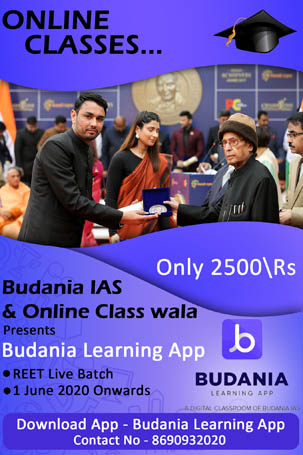 ONLINE
CLASSES...
Only 2500\Rs
Budania IAS
& Online Class wala
Presents
Budania Learning App
●REET Live Batch
●1 June 2020 Onwards
b
BUDANIA
LEARNING APP
A DIGITAL CLASSROOM OF BUDANIA IAS
Download App - Budania Learning App
Contact No - 8690932020